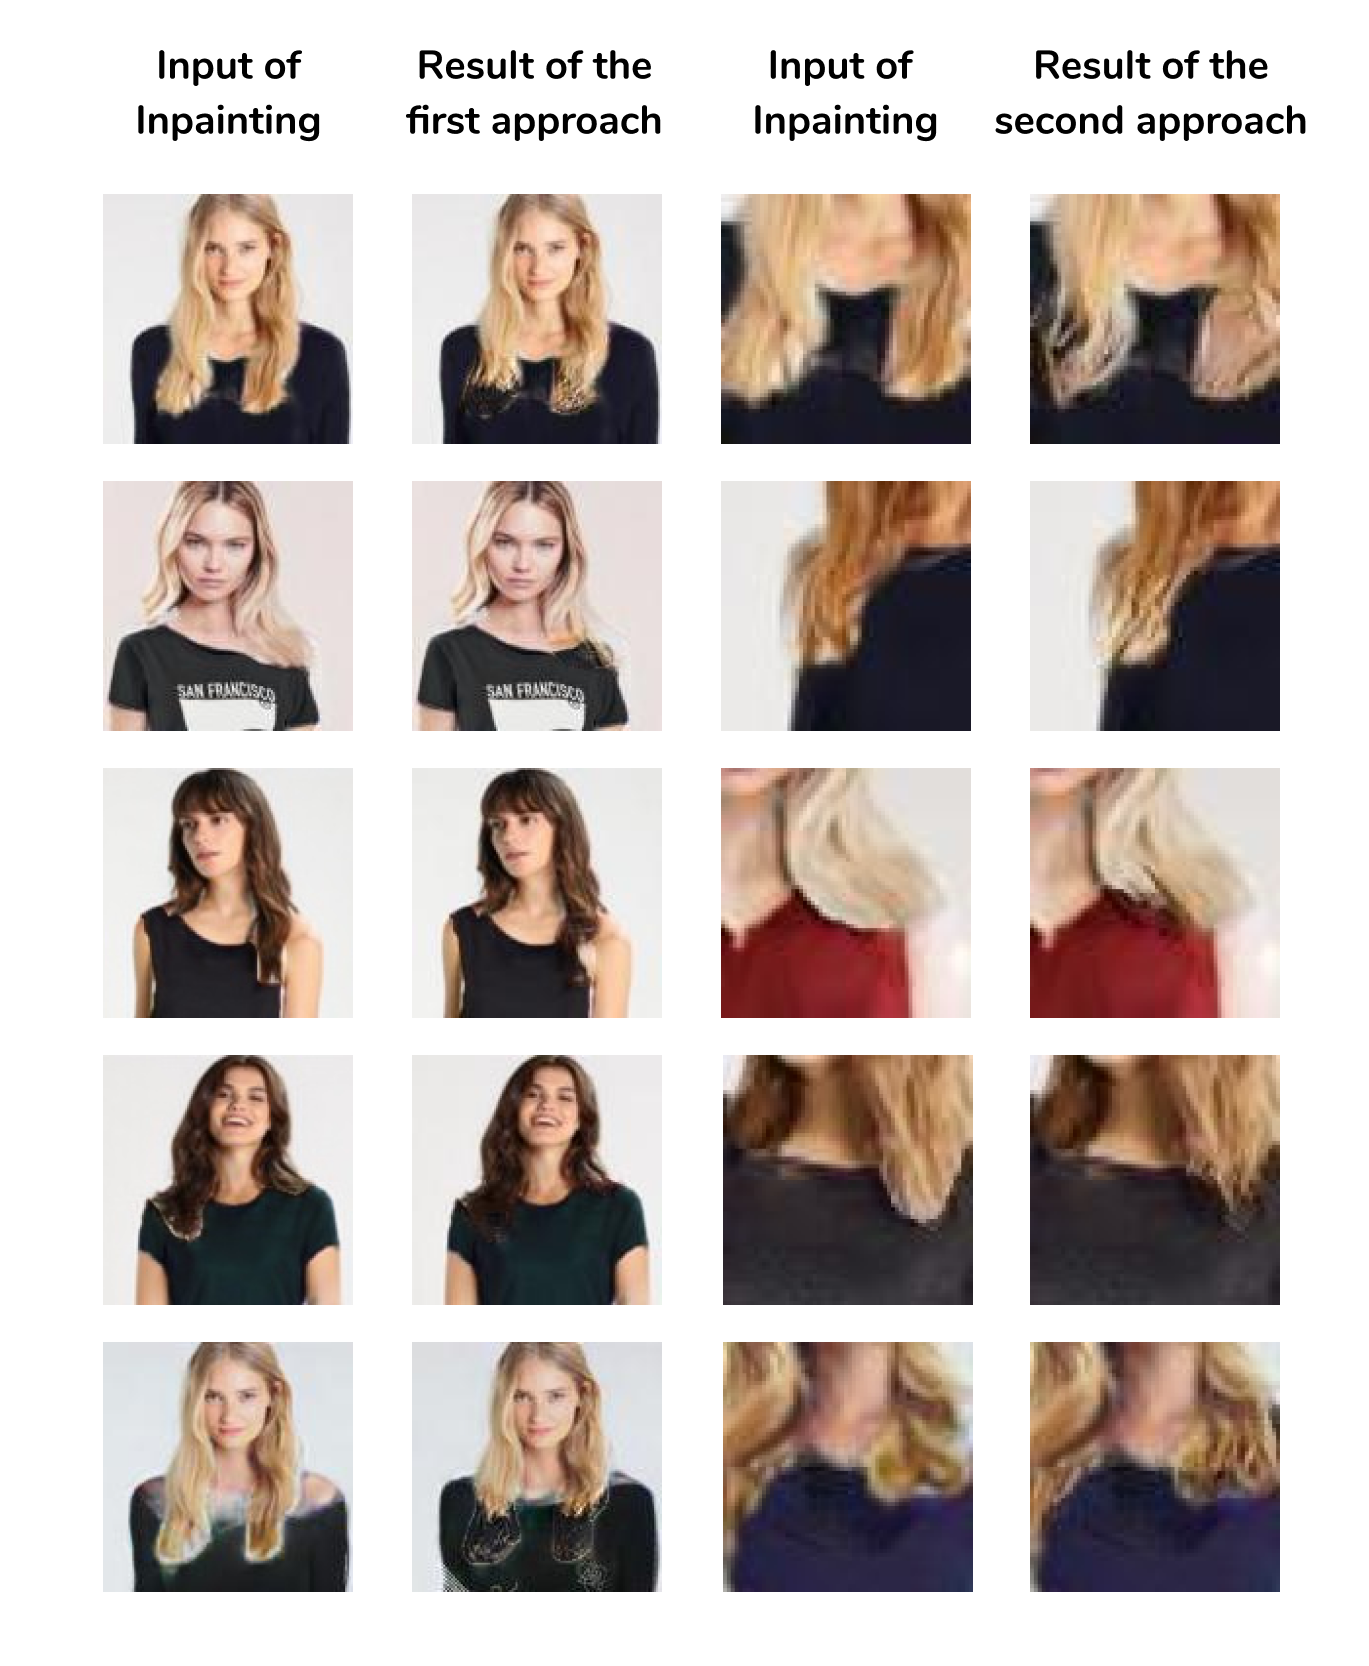 Input of
Inpainting
Result of the
first approach
Input of
Inpainting
Result of the
second approach
SAN FRANCISCO
SAN FRANCISCO